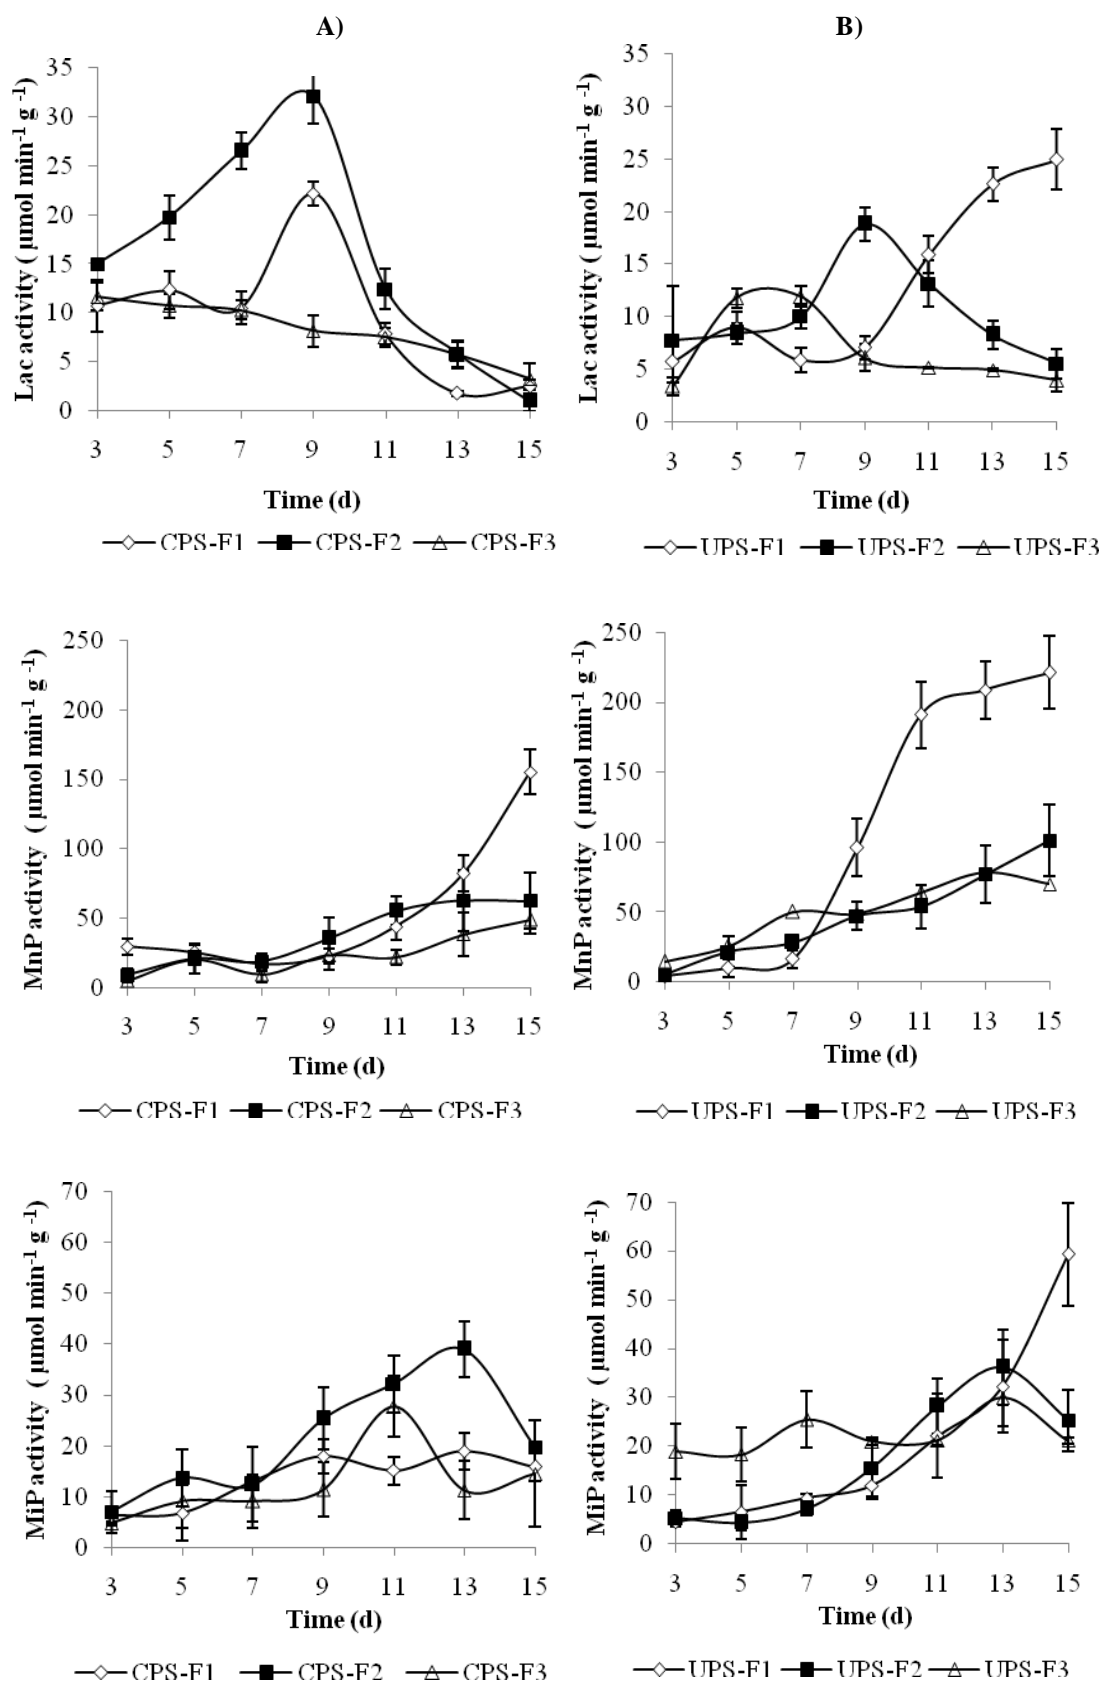 A)
B)
Lac activity ( µmol min-1 g -1)
35
30
25
20
15
10
5
0
3 5 7 9 11 13 15
Time (d)
CPS-F1 CPS-F2 CPS-F3
Lac activity ( µmol min-1 g -1)
35
30
25
20
15
10
5
0
3 5 7 9 11 13 15
Time (d)
UPS-F1 UPS-F2 UPS-F3
MnP activity ( µmol min-1 g -1)
250
200
150
100
50
0
3 5 7 9 11 13 15
Time (d)
CPS-F1 CPS-F2 CPS-F3
MnP activity ( µmol min-1 g -1)
250
200
150
100
50
0
3 5 7 9 11 13 15
Time (d)
UPS-F1 UPS-F2 UPS-F3
MiP activity ( µmol min-1 g -1)
70
60
50
40
30
20
10
0
3 5 7 9 11 13 15
Time (d)
CPS-F1 CPS-F2 CPS-F3
MiP activity ( µmol min-1 g -1)
70
60
50
40
30
20
10
0
3 5 7 9 11 13 15
Time (d)
UPS-F1 UPS-F2 UPS-F3